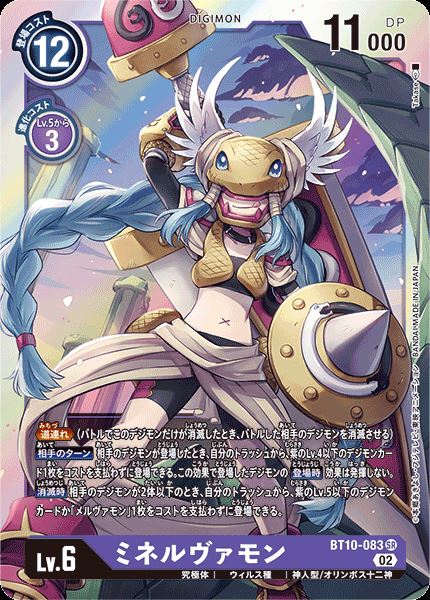 DIGIMON
登場コスト
12
DP
11000
進化コスト
Lv.5から
3
Takase
©本郷あきよし・フジテレビ・東映アニメーション BANDAI・MADE IN JAPAN
道連れ (バトルでこのデジモンだけが消滅したとき、バトルした相手のデジモンを消滅させる)
相手のターン 相手のデジモンが登場したとき、自分のトラッシュから、紫のLv.4以下のデジモンカー
ド1枚をコストを支払わずに登場できる。この効果で登場したデジモンの 登場時 効果は発揮しない。
消滅時 相手のデジモンが2体以下のとき、自分のトラッシュから、紫のLv.5以下のデジモン
カードか「メルヴァモン」1枚をコストを支払わずに登場できる。
Lv.6
ミネルヴァモン
BT10-083 SR
02
究極体 ウィルス種 神人型/オリンポス十二神